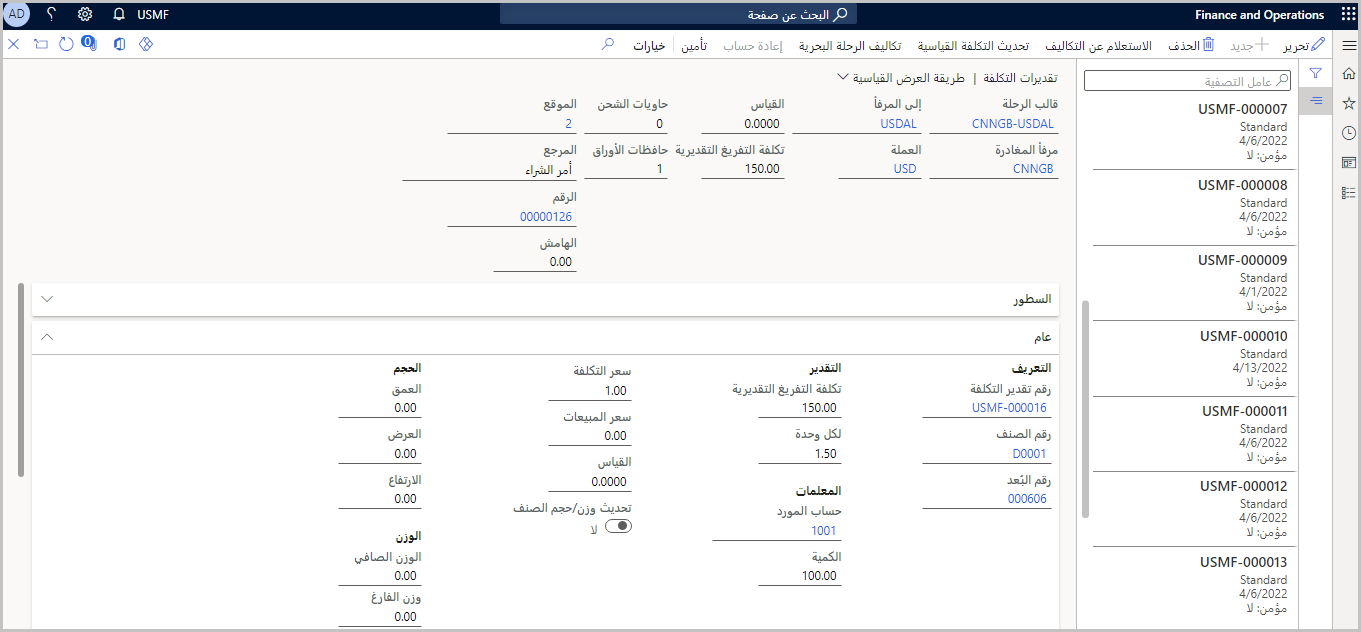 Finance and Operations
البحث عن صفحة
USMF
AD
تحرير
جديد
الحذف
الاستعلام عن التكاليف
تحديث التكلفة القياسية
تكاليف الرحلة البحرية
إعادة حساب
تأمين
خيارات
0
عامل التصفية
USMF-000007
Standard
4/6/2022
مؤمن: لا
USMF-000008
Standard
4/6/2022
مؤمن: لا
USMF-000009
Standard
4/1/2022
مؤمن: لا
USMF-000010
Standard
4/13/2022
مؤمن: لا
USMF-000011
Standard
4/6/2022
مؤمن: لا
USMF-000012
Standard
4/6/2022
مؤمن: لا
USMF-000013
Standard
4/6/2022
مؤمن: لا
تقديرات التكلفة | طريقة العرض القياسية
قالب الرحلة
CNNGB-USDAL
مرفأ المغادرة
CNNGB
إلى المرفأ
USDAL
العملة
USD
القياس
0.0000
تكلفة التفريغ التقديرية
150.00
حاويات الشحن
0
حافظات الأوراق
1
الموقع
2
المرجع
أمر الشراء
الرقم
00000126
الهامش
0.00
السطور
عام
التعريف
رقم تقدير التكلفة
USMF-000016
رقم الصنف
D0001
رقم البُعد
000606
التقدير
تكلفة التفريغ التقديرية
150.00
لكل وحدة
1.50
المعلمات
حساب المورد
1001
الكمية
100.00
سعر التكلفة
1.00
سعر المبيعات
0.00
القياس
0.0000
تحديث وزن/حجم الصنف
لا
الحجم
العمق
0.00
العرض
0.00
الارتفاع
0.00
الوزن
الوزن الصافي
0.00
وزن الفارغ
0.00